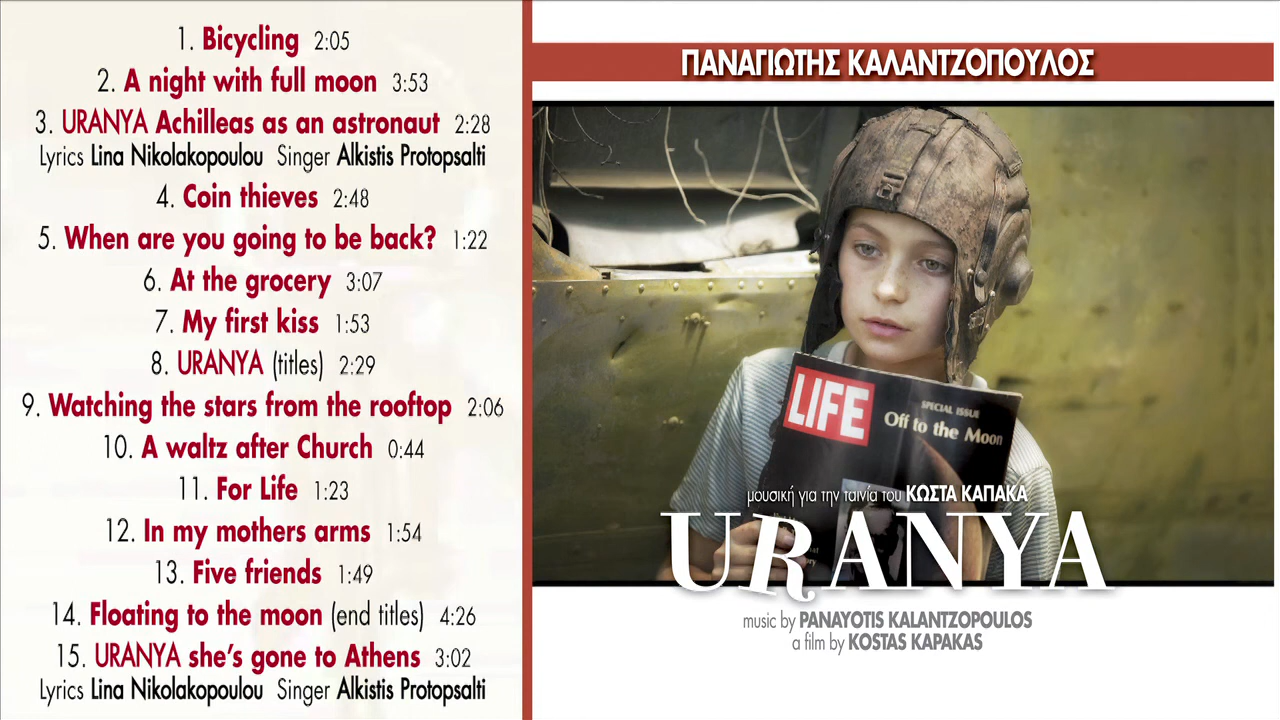 1. Bicycling 2:05
2. A night with full moon 3:53
3. URANYA Achilleas as an astronaut 2:28
Lyrics Lina Nikolakopoulou Singer Alkistis Protopsalti
4. Coin thieves 2:48
5. When are you going to be back? 1:22
6. At the grocery 3:07
7. My first kiss 1:53
8. URANYA (titles) 2:29
9. Watching the stars from the rooftop 2:06
10. A waltz after Church 0:44
11. For Life 1:23
12. In my mothers arms 1:54
13. Five friends 1:49
14. Floating to the moon (end titles) 4:26
15. URANYA she's gone to Athens 3:02
Lyrics Lina Nikolakopoulou Singer Alkistis Protopsalti
ΠΑΝΑΓΙΩΤΗΣ ΚΑΛΑΝΤΖΟΠΟΥΛΟΣ
LIFE
SPECIAL ISSUE
Off to the Moon
μουσική για την ταινία του ΚΩΣΤΑ ΚΑΠΑΚΑ
URANYA
music by PANAYOTIS KALANTZOPOULOS
a film by KOSTAS KAPAKAS